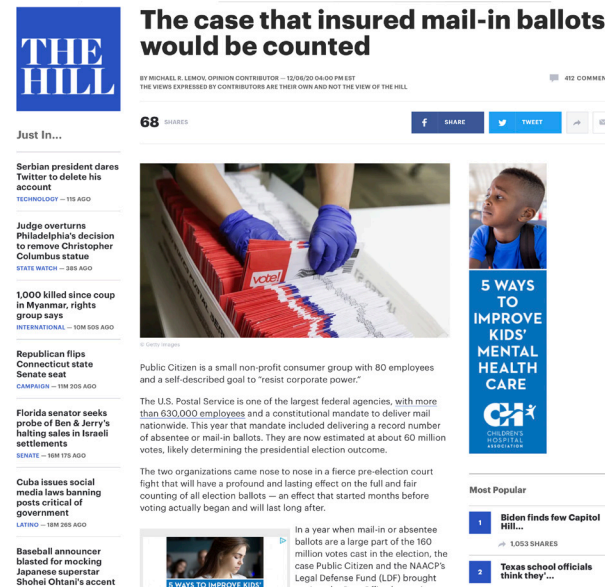 The case that insured mail-in ballots
would be counted
THE
HILL
BY MICHAEL R. LEMOV, OPINION CONTRIBUTOR — 12/06/20 04:00 PM EST
THE VIEWS EXPRESSED BY CONTRIBUTORS ARE THEIR OWN AND NOT THE VIEW OF THE HILL
412 COMMEN
68 SHARES
SHARE
TWEET
Just In...
Serbian president dares
Twitter to delete his
account
TECHNOLOGY — 11S AGO
Judge overturns
Philadelphia's decision
to remove Christopher
Columbus statue
STATE WATCH — 38S AGO
1,000 killed since coup
in Myanmar, rights
group says
INTERNATIONAL — 10M 50S AGO
Republican flips
Connecticut state
Senate seat
CAMPAIGN — 11M 20S AGO
Florida senator seeks
probe of Ben & Jerry's
halting sales in Israeli
settlements
SENATE — 16M 17S AGO
Cuba issues social
media laws banning
posts critical of
government
LATINO — 18M 26S AGO
Baseball announcer
blasted for mocking
Japanese superstar
Shohei Ohtani's accent
vote!
© Getty Images
Public Citizen is a small non-profit consumer group with 80 employees
and a self-described goal to "resist corporate power."
The U.S. Postal Service is one of the largest federal agencies, with more
than 630,000 employees and a constitutional mandate to deliver mail
nationwide. This year that mandate included delivering a record number
of absentee or mail-in ballots. They are now estimated at about 60 million
votes, likely determining the presidential election outcome.
The two organizations came nose to nose in a fierce pre-election court
fight that will have a profound and lasting effect on the full and fair
counting of all election ballots — an effect that started months before
voting actually began and will last long after.
In a year when mail-in or absentee
ballots are a large part of the 160
million votes cast in the election, the
case Public Citizen and the NAACP's
Legal Defense Fund (LDF) brought
5 WAYS TO IMPROVE KIDS'
5 WAYS
TO
IMPROVE
KIDS'
MENTAL
HEALTH
CARE
CHILDREN'S
HOSPITAL
ASSOCIATION
Most Popular
1
Biden finds few Capitol
Hill...
1,053 SHARES
2
Texas school officials
think they'...